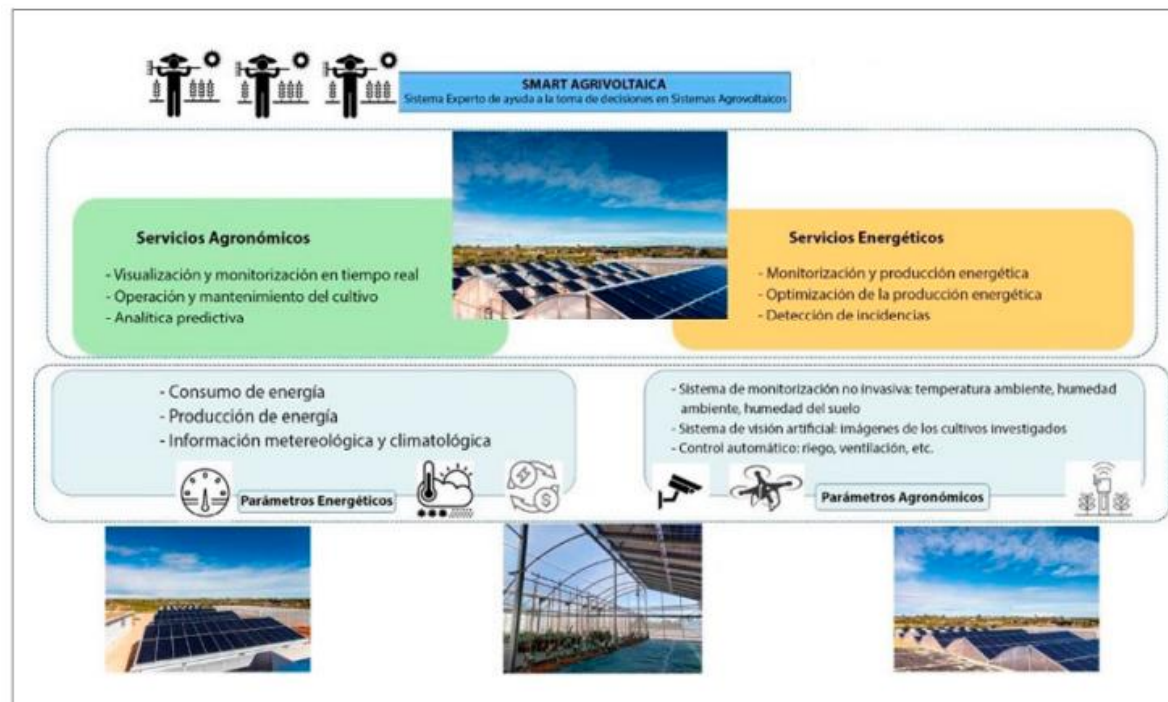 SMART AGRIVOLTAICA
Sistema Experto de ayuda a la toma de decisiones en Sistemas Agrovoltaicos
Servicios Agronómicos
- Visualización y monitorización en tiempo real
- Operación y mantenimiento del cultivo
- Analítica predictiva
Servicios Energéticos
- Monitorización y producción energética
- Optimización de la producción energética
- Detección de incidencias
- Consumo de energía
- Producción de energía
- Información metereológica y climatológica
Parámetros Energéticos
- Sistema de monitorización no invasiva: temperatura ambiente, humedad
ambiente, humedad del suelo
- Sistema de visión artificial: imágenes de los cultivos investigados
- Control automático: riego, ventilación, etc.
Parámetros Agronómicos